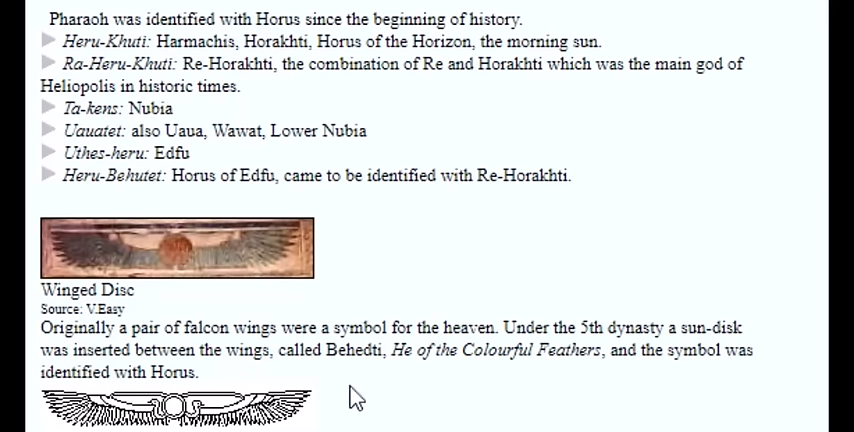 Pharaoh was identified with Horus since the beginning of history.
Heru-Khuti: Harmachis, Horakhti, Horus of the Horizon, the morning sun.
Ra-Heru-Khuti: Re-Horakhti, the combination of Re and Horakhti which was the main god of
Heliopolis in historic times.
Ta-kens: Nubia
Uauatet: also Uaua, Wawat, Lower Nubia
Uthes-heru: Edfu
Heru-Behutet: Horus of Edfu, came to be identified with Re-Horakhti.
Winged Disc
Source: V.Easy
Originally a pair of falcon wings were a symbol for the heaven. Under the 5th dynasty a sun-disk
was inserted between the wings, called Behedti, He of the Colourful Feathers, and the symbol was
identified with Horus.